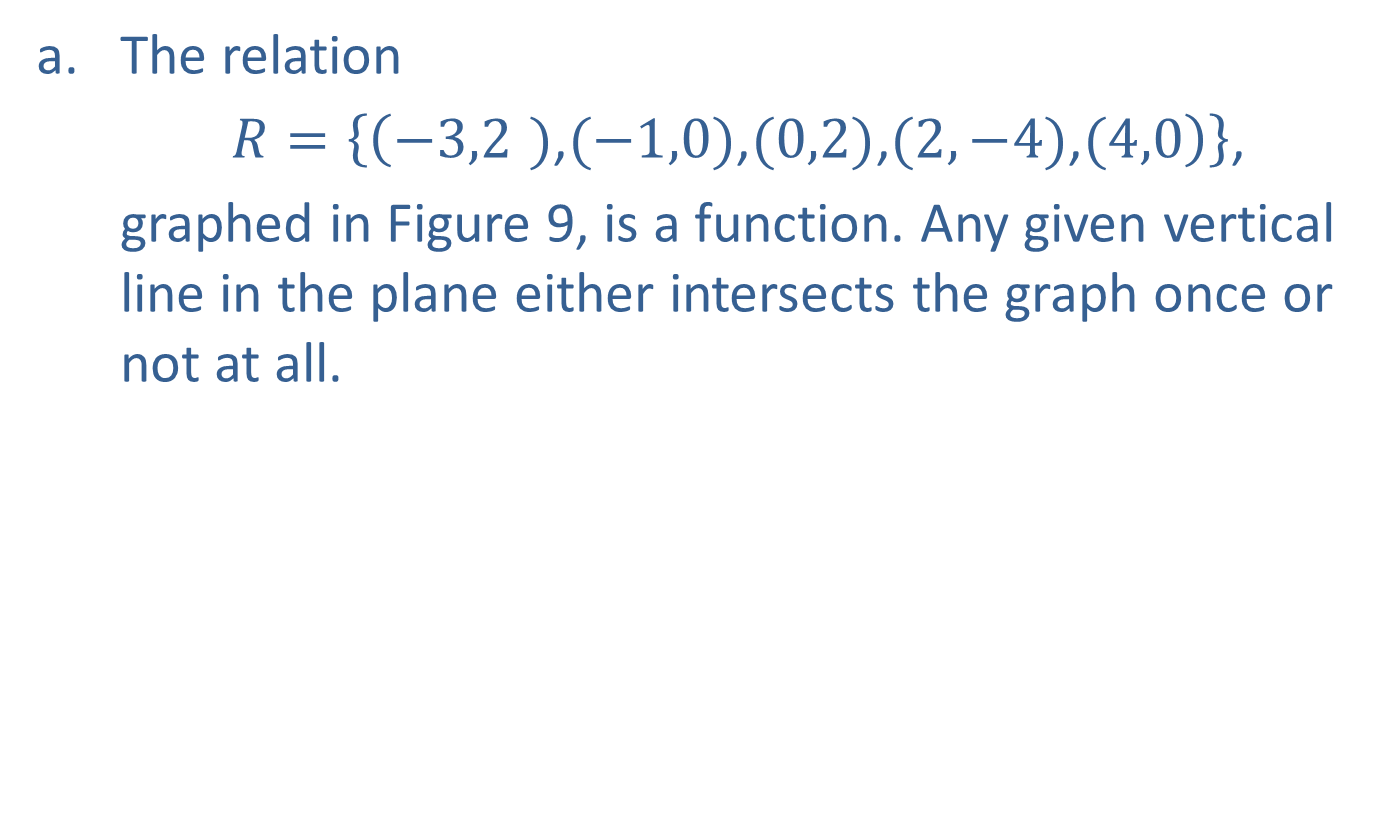 a. The relation
R = {(−3,2 ),(−1,0),(0,2),(2, −4),(4,0)},
graphed in Figure 9, is a function. Any given vertical
line in the plane either intersects the graph once or
not at all.